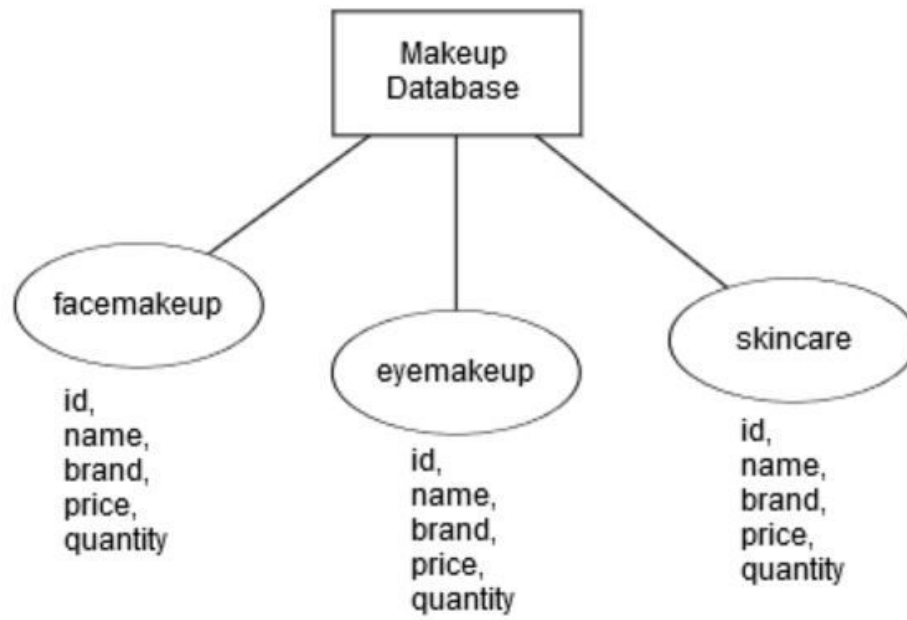 Makeup
Database
facemakeup
id,
name,
brand,
price,
quantity
eyemakeup
id,
name,
brand,
price,
quantity
skincare
id,
name,
brand,
price,
quantity